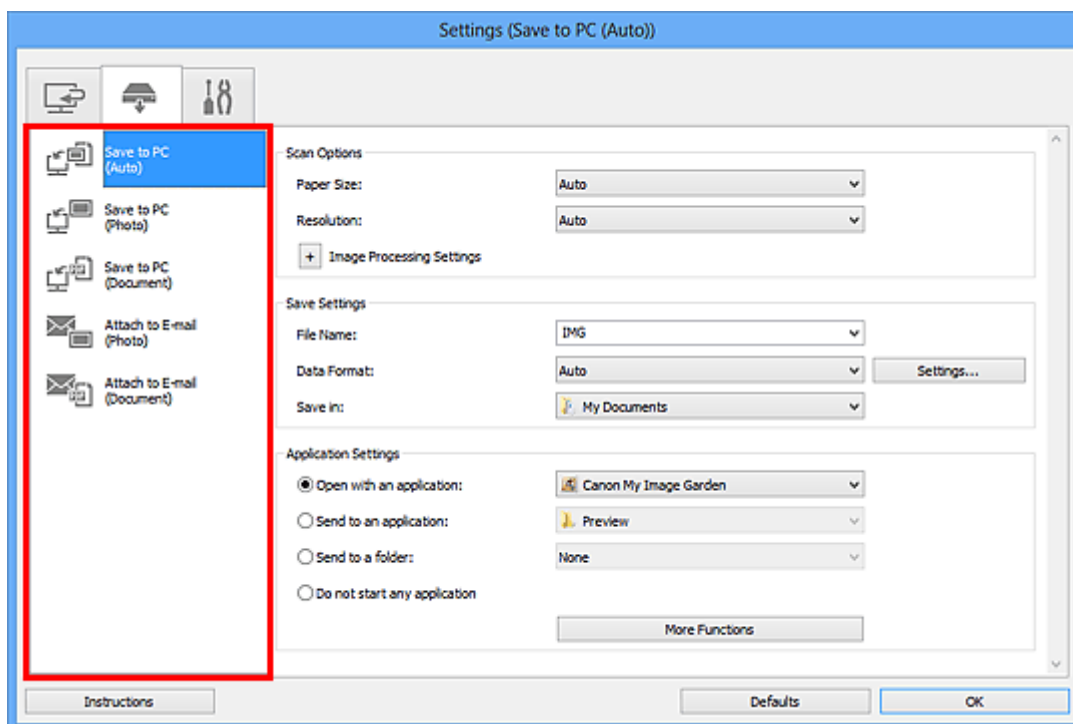 Settings (Save to PC (Auto))
Save to PC
(Auto)
Save to PC
(Photo)
Save to PC
(Document)
Attach to E-mail
(Photo)
Attach to E-mail
(Document)
Scan Options
Paper Size: Auto
Resolution: Auto
+ Image Processing Settings
Save Settings
File Name: IMG
Data Format: Auto Settings...
Save in: My Documents
Application Settings
Open with an application: Canon My Image Garden
Send to an application: Preview
Send to a folder: None
Do not start any application
More Functions
Instructions Defaults OK